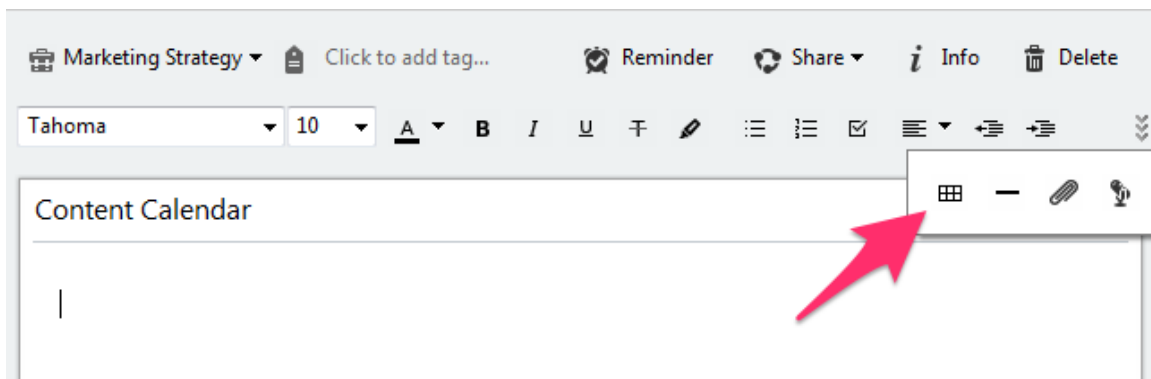 Marketing Strategy Click to add tag... Reminder Share i Info Delete
Tahoma 10 A B I U T
Content Calendar